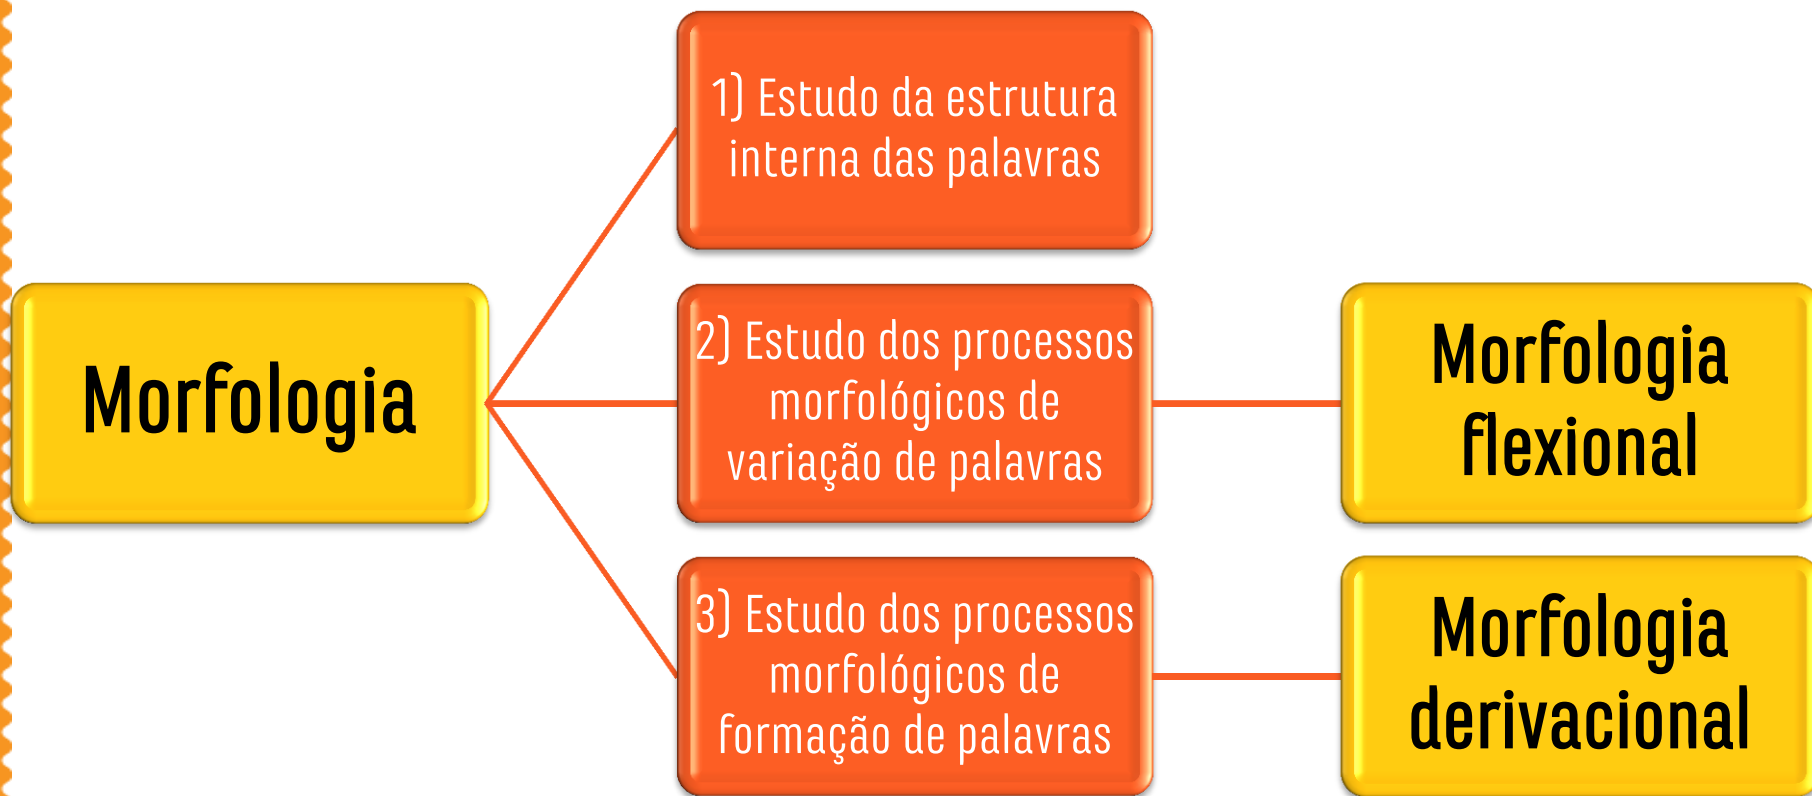 Morfologia
1) Estudo da estrutura
interna das palavras
2) Estudo dos processos
morfológicos de
variação de palavras
Morfologia
flexional
3) Estudo dos processos
morfológicos de
formação de palavras
Morfologia
derivacional